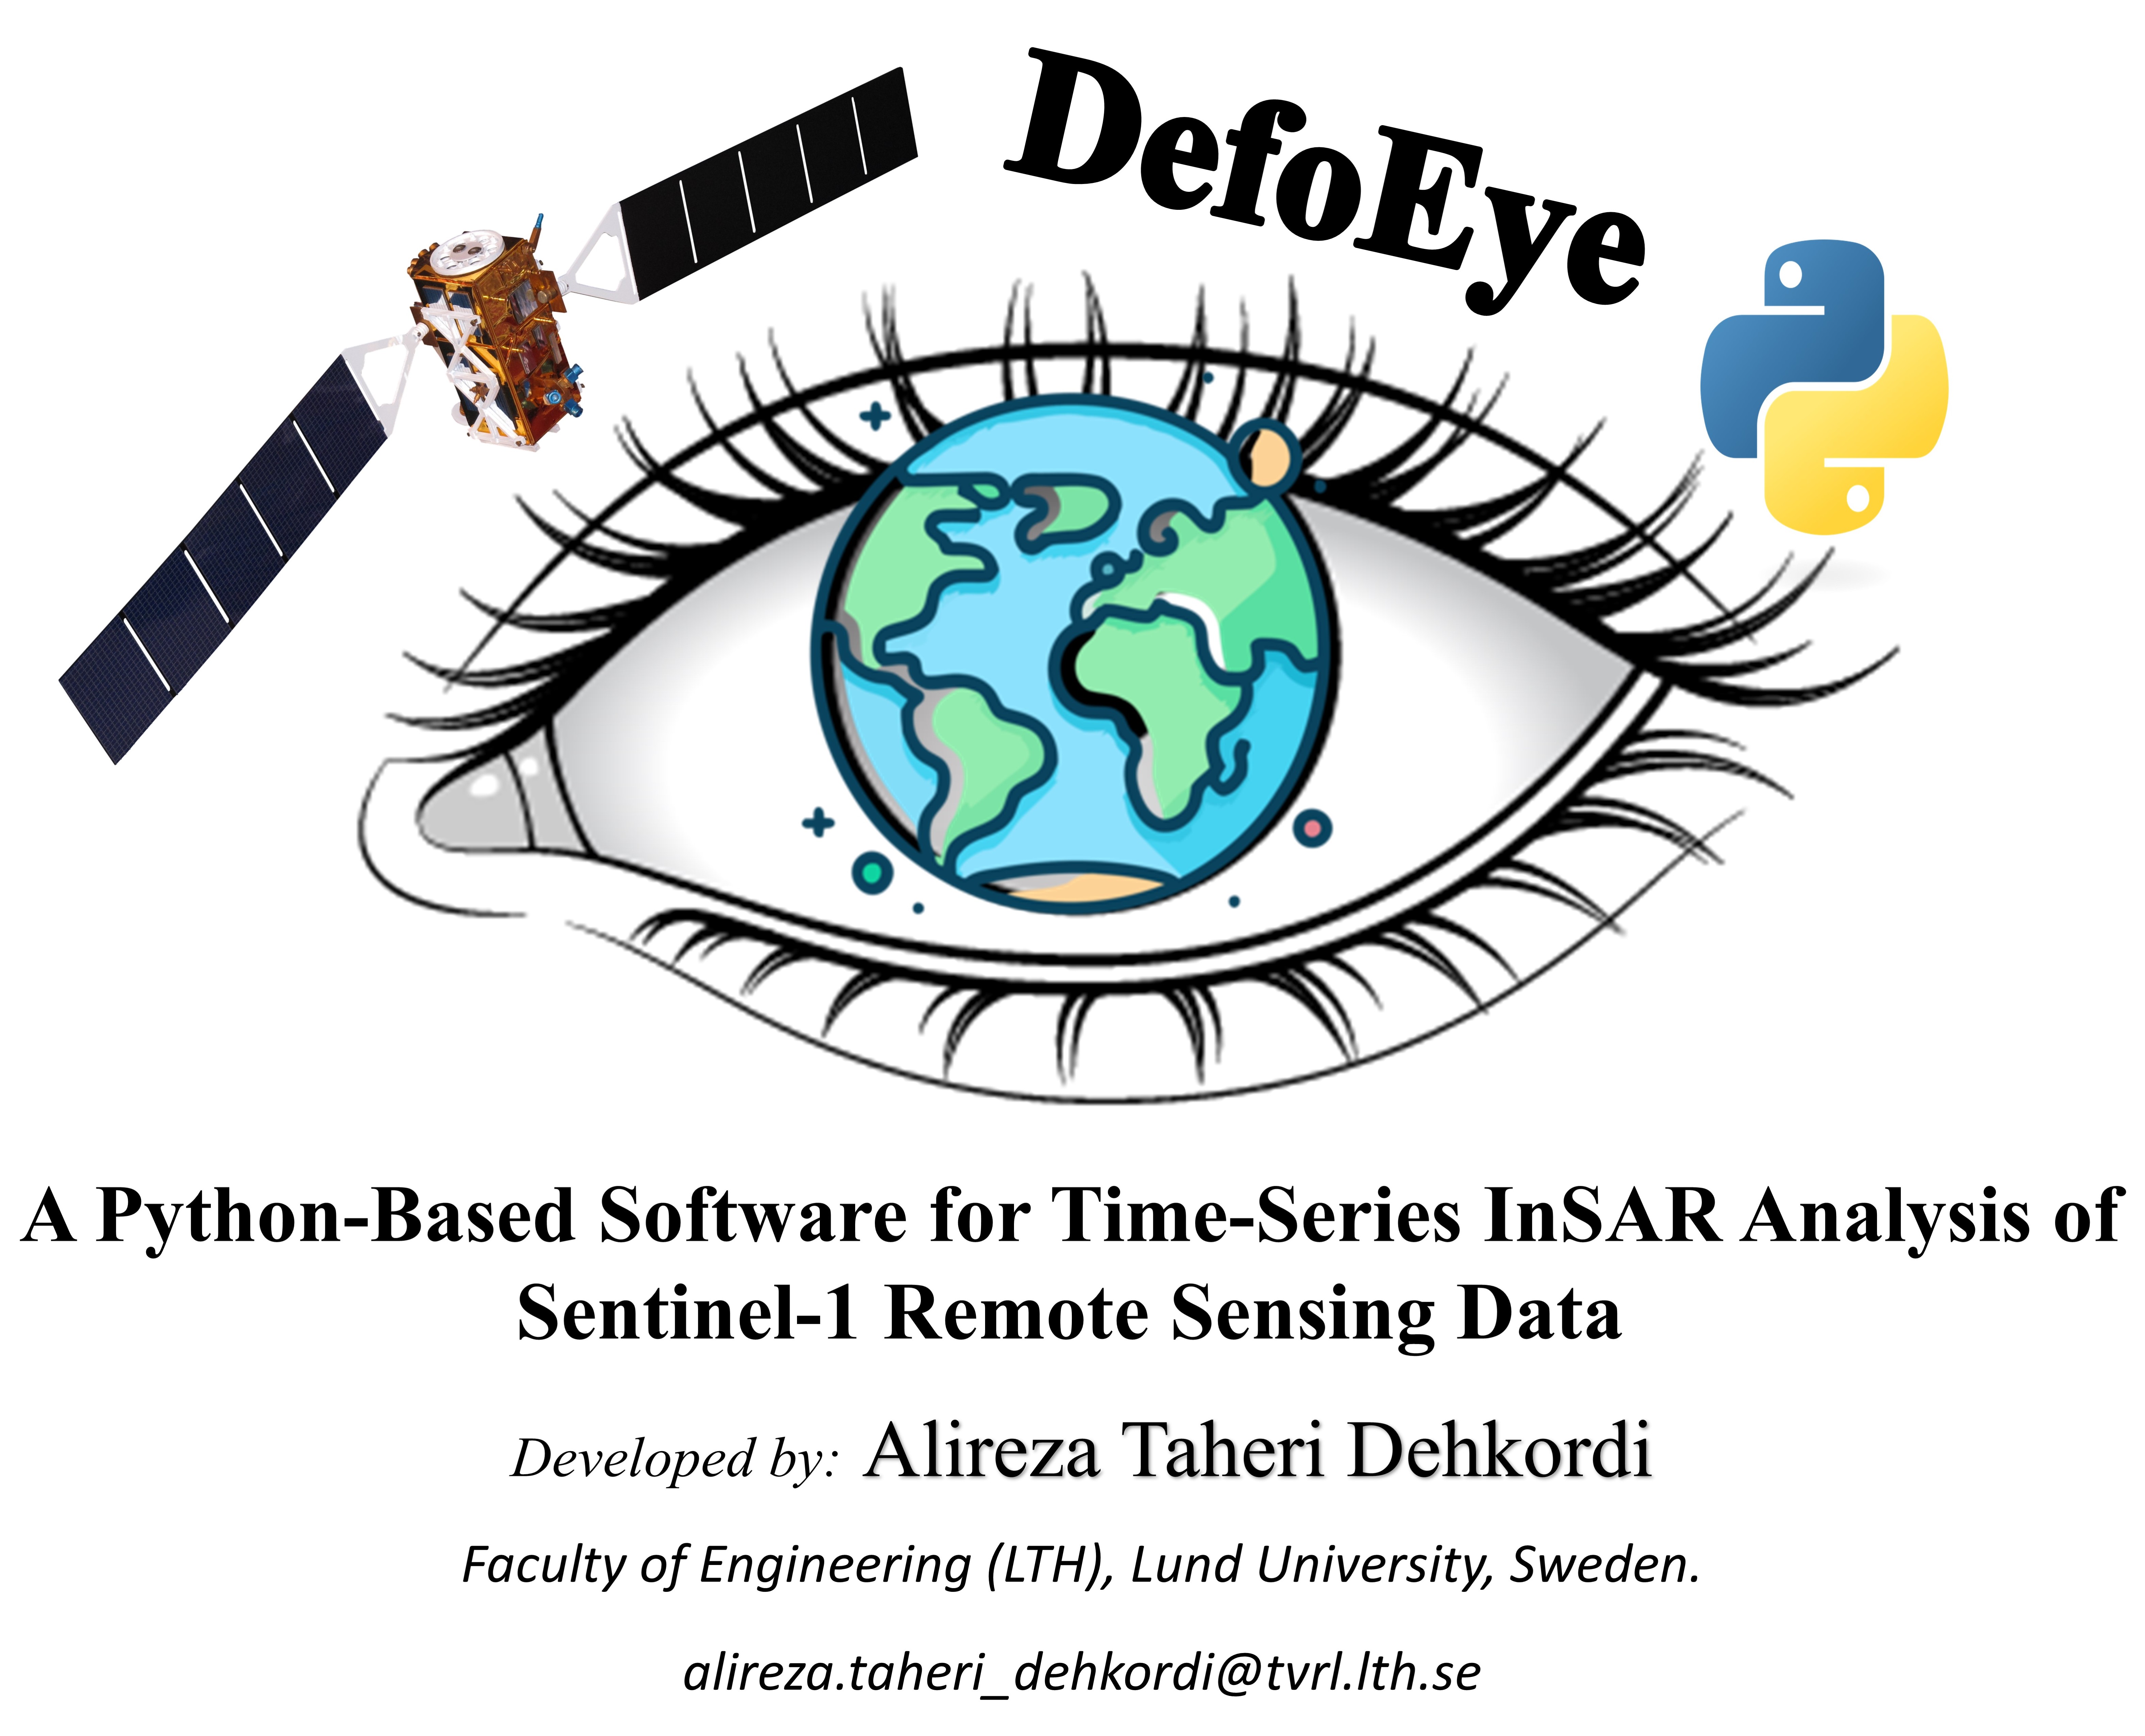 DefoEye
A Python-Based Software for Time-Series InSAR Analysis of
Sentinel-1 Remote Sensing Data
Developed by: Alireza Taheri Dehkordi
Faculty of Engineering (LTH), Lund University, Sweden.
alireza.taheri_dehkordi@tvrl.lth.se